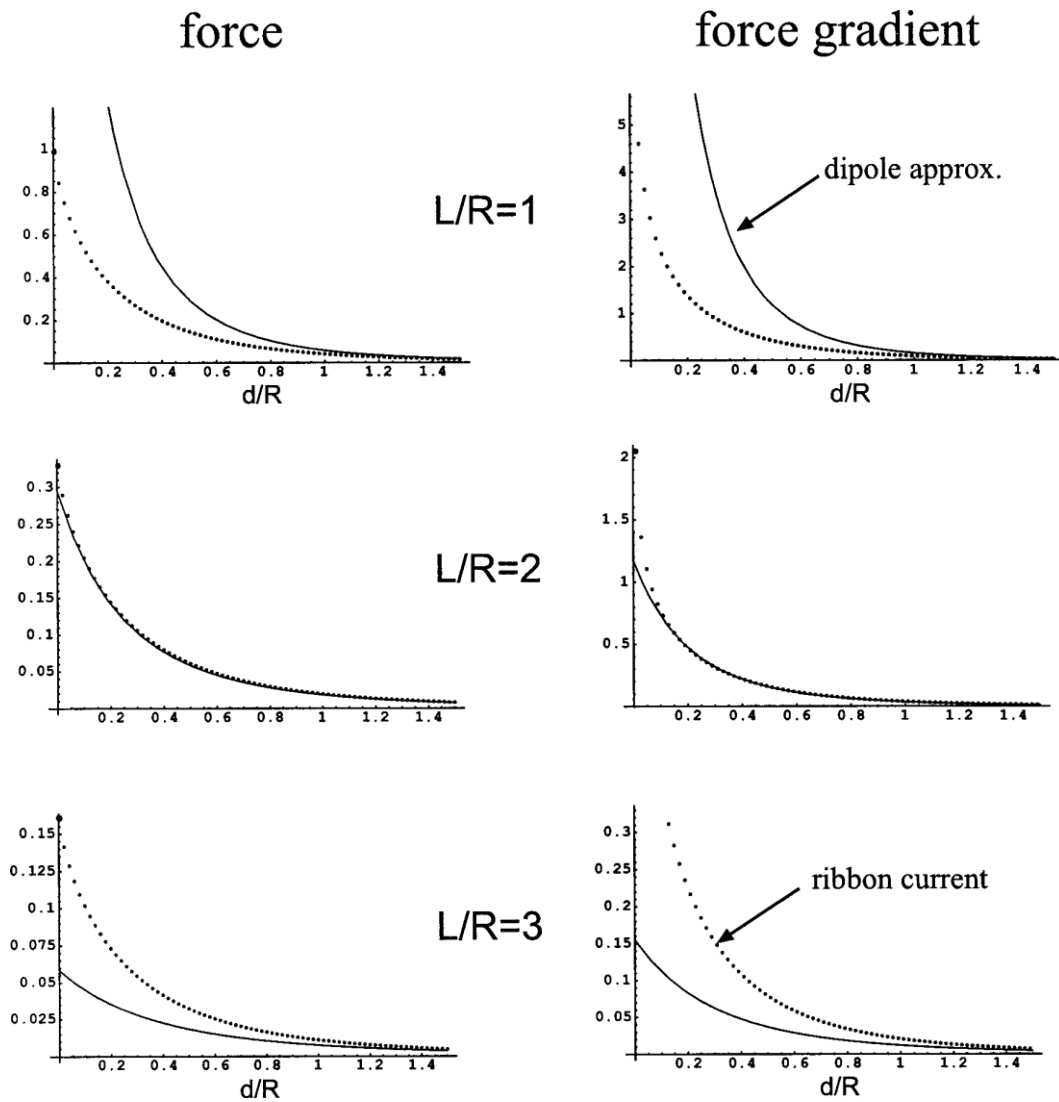 force
force gradient
1
0.8
0.6
0.4
0.2
0.2 0.4 0.6 0.8 1 1.2 1.4
d/R
L/R=1
5
4
3
2
1
dipole approx.
0.2 0.4 0.6 0.8 1 1.2 1.4
d/R
0.3
0.25
0.2
0.15
0.1
0.05
0.2 0.4 0.6 0.8 1 1.2 1.4
L/R=2
2
1.5
1
0.5
0.2 0.4 0.6 0.8 1 1.2 1.4
0.15
0.125
0.1
0.075
0.05
0.025
0.2 0.4 0.6 0.8 1 1.2 1.4
d/R
L/R=3
0.3
0.25
0.2
0.15
0.1
0.05
ribbon current
0.2 0.4 0.6 0.8 1 1.2 1.4
d/R